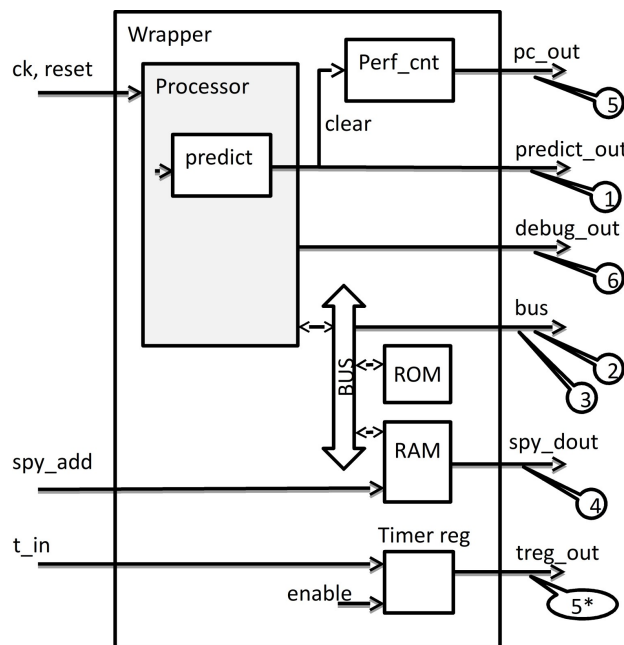 Wrapper
ck, reset
Processor
Perf_cnt
pc_out
5
clear
predict
predict_out
1
debug_out
6
BUS
bus
2
3
ROM
RAM
spy_add
spy_dout
4
t_in
Timer reg
treg_out
enable
5*